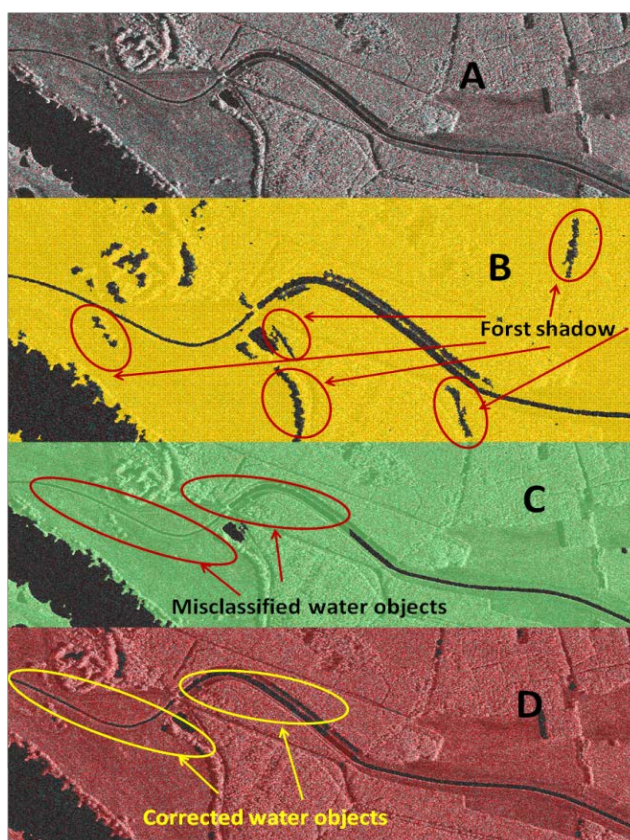 A
B
Forst shadow
C
Misclassified water objects
D
Corrected water objects